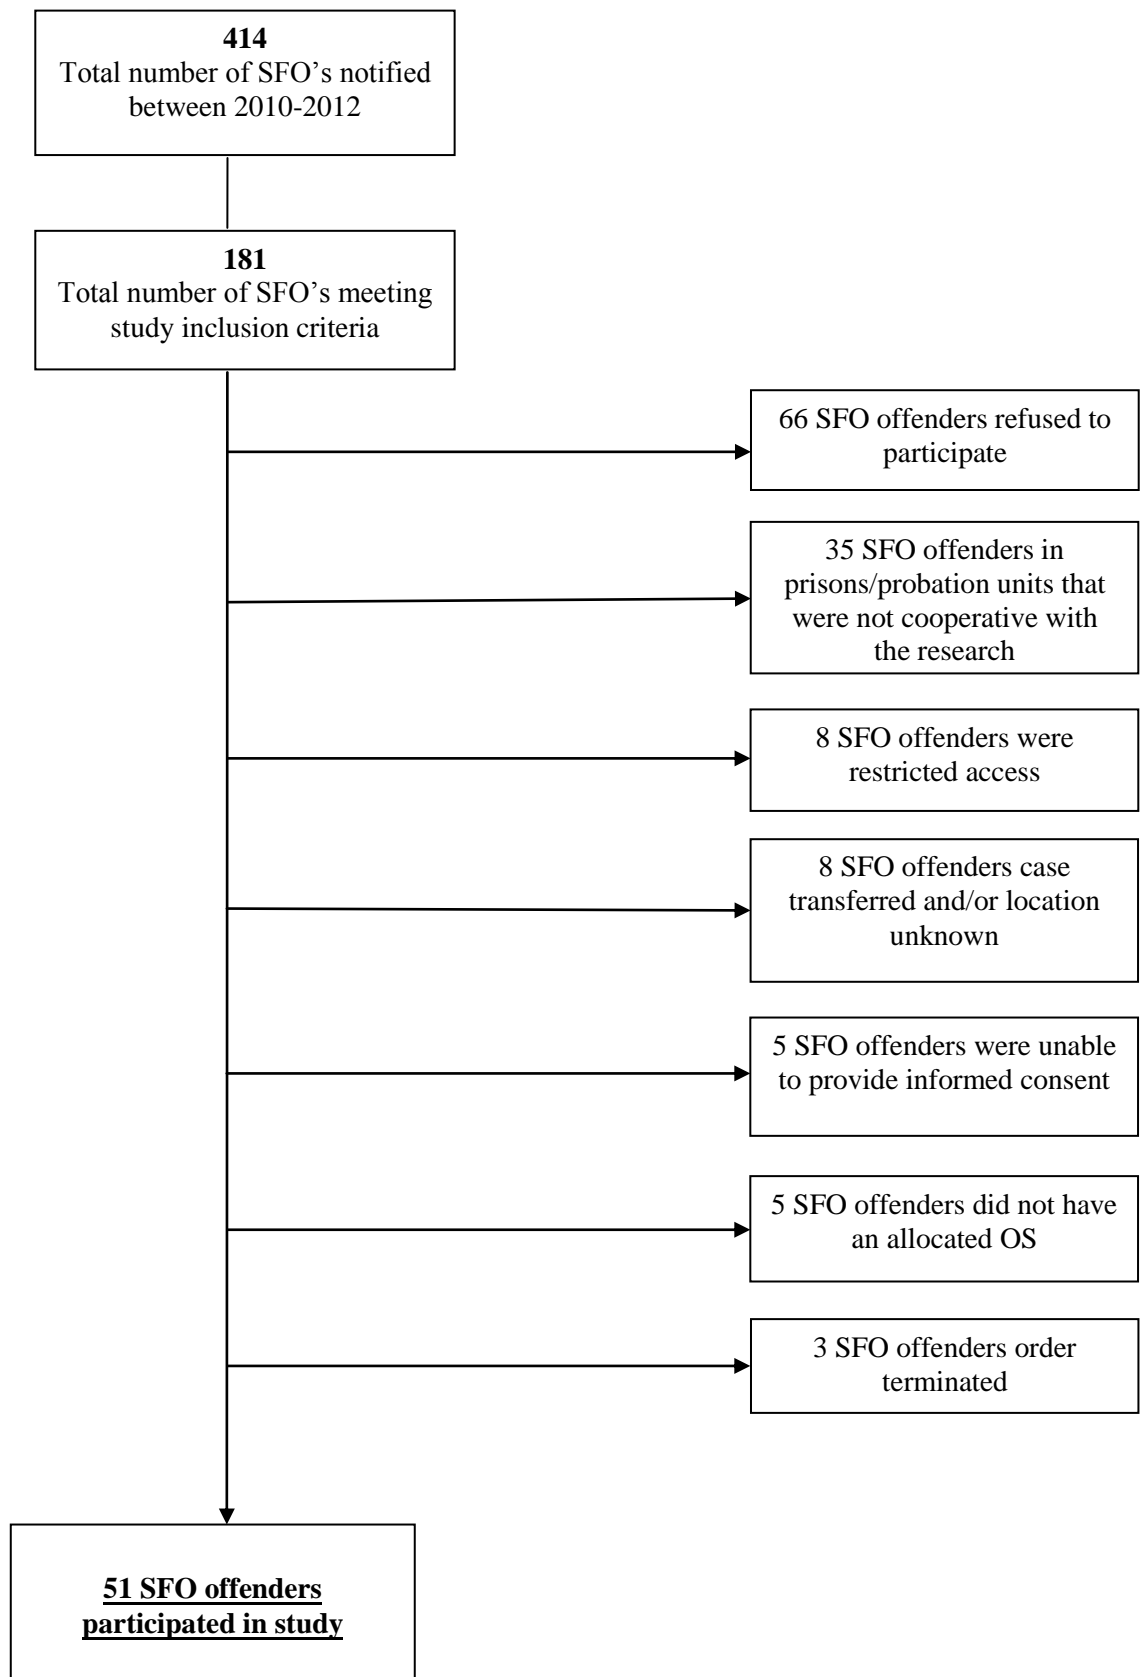 414
Total number of SFO's notified
between 2010-2012
181
Total number of SFO's meeting
study inclusion criteria
66 SFO offenders refused to
participate
35 SFO offenders in
prisons/probation units that
were not cooperative with
the research
8 SFO offenders were
restricted access
8 SFO offenders case
transferred and/or location
unknown
5 SFO offenders were unable
to provide informed consent
5 SFO offenders did not have
an allocated OS
3 SFO offenders order
terminated
51 SFO offenders
participated in study